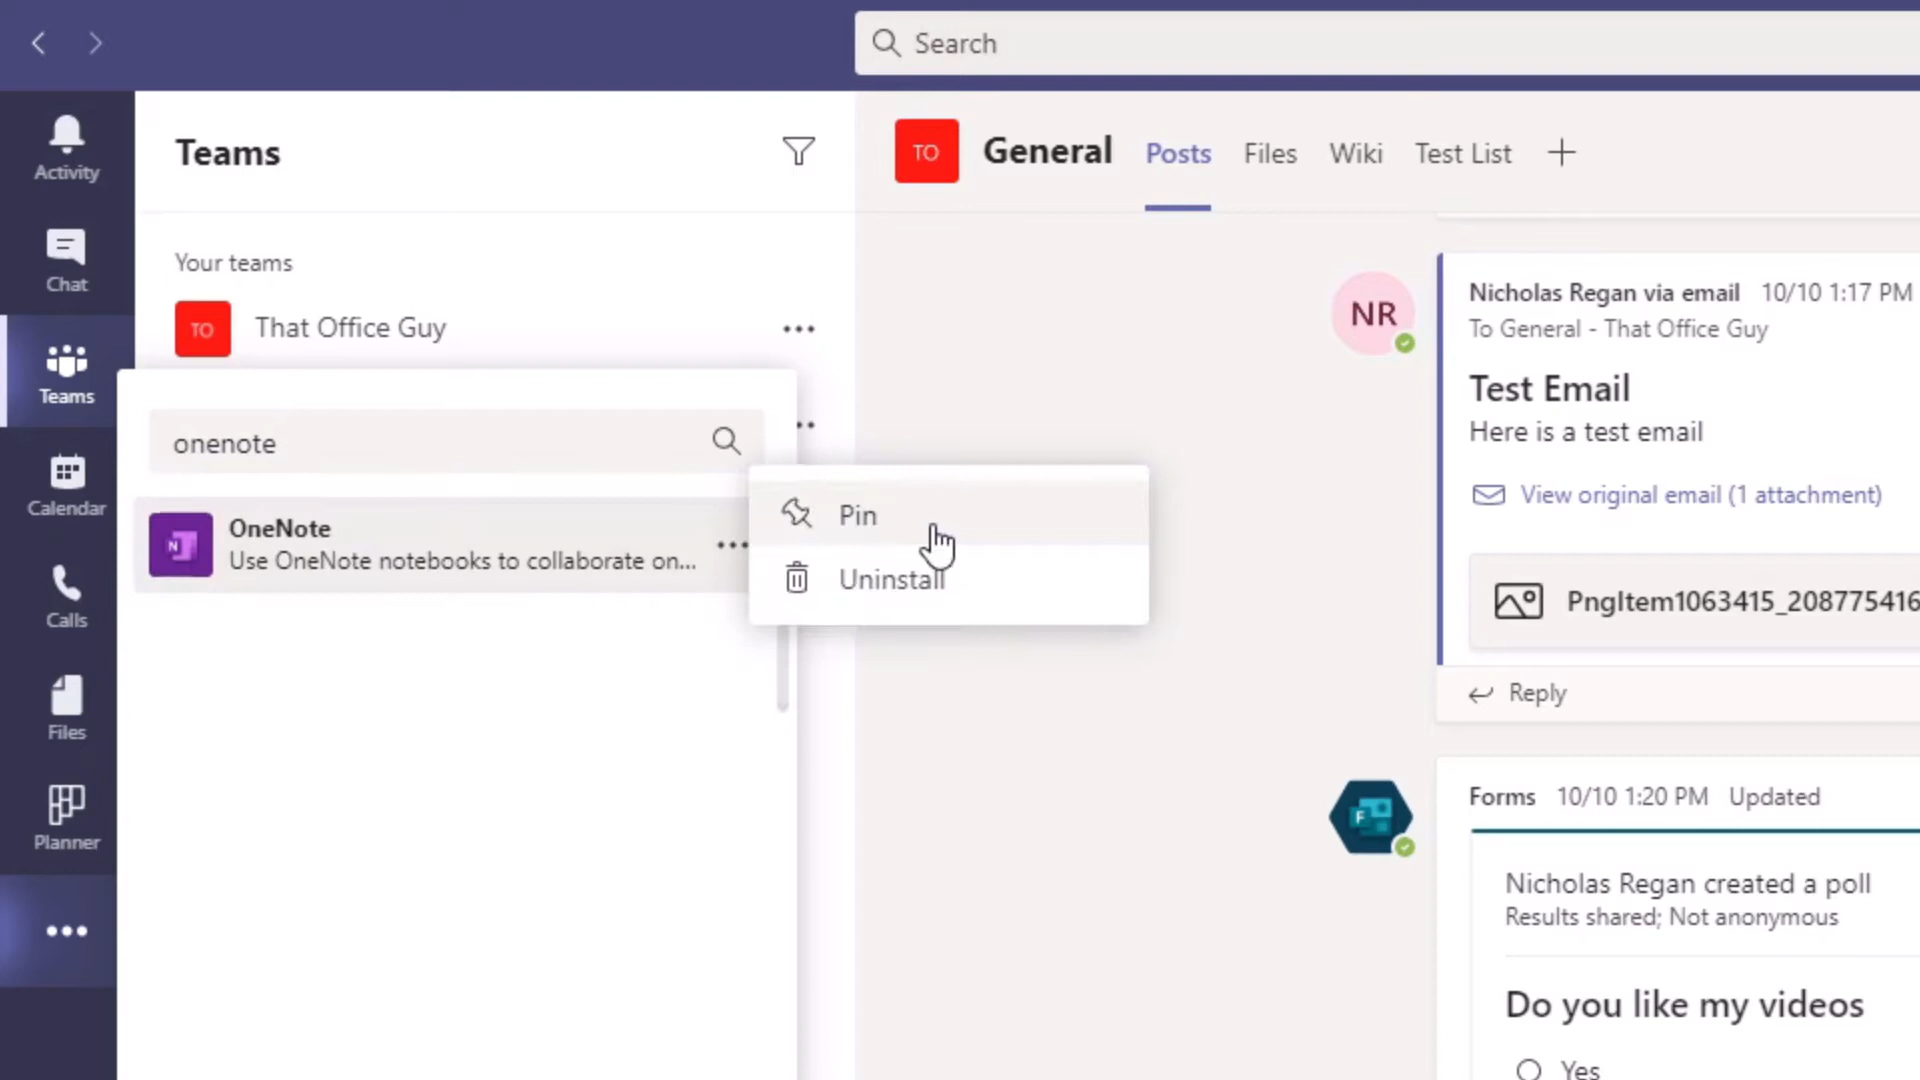 Search
Activity
Chat
Teams
Calendar
Calls
Files
Planner
Teams
Your teams
TO
That Office Guy
onenote
N
OneNote
Use OneNote notebooks to collaborate on...
Pin
Uninstall
TO
General
Posts
Files
Wiki
Test List
NR
Nicholas Regan via email 10/10 1:17 PM
To General - That Office Guy
Test Email
Here is a test email
View original email (1 attachment)
PngItem1063415_208775416
Reply
F
Forms 10/10 1:20 PM Updated
Nicholas Regan created a poll
Results shared; Not anonymous
Do you like my videos
Yes